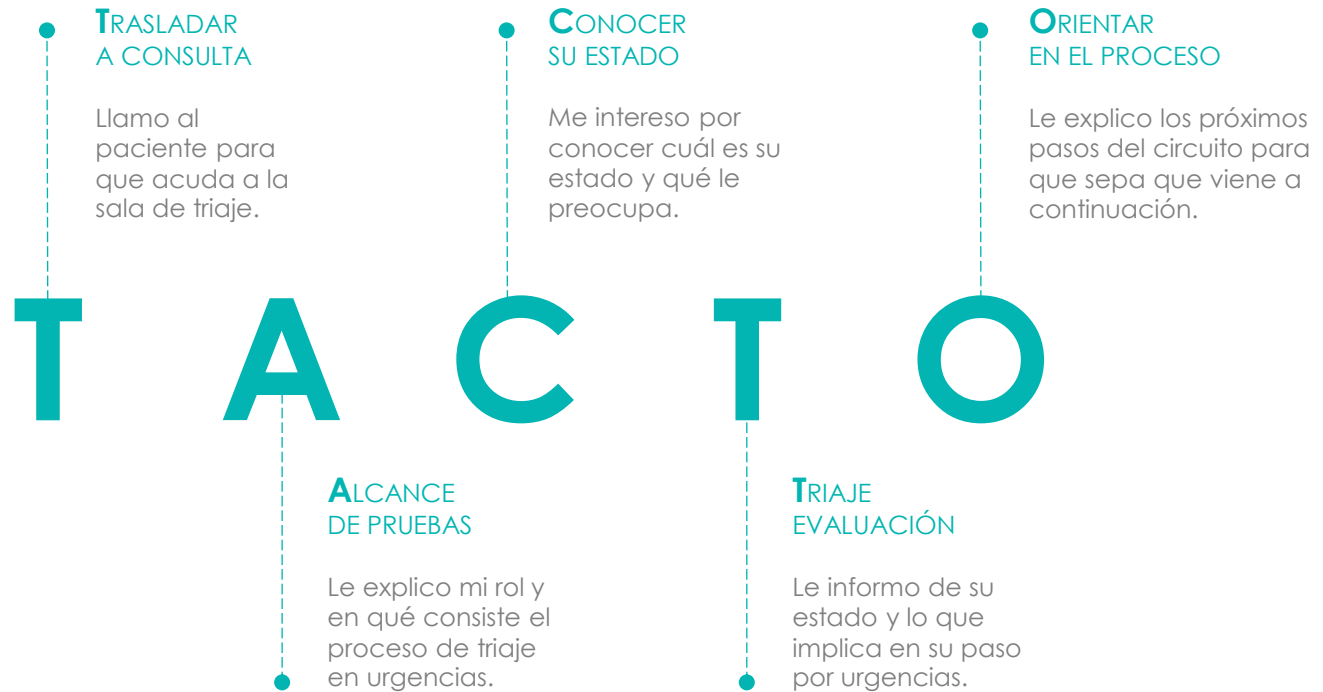 TRASLADAR
A CONSULTA
Llamo al
paciente para
que acuda a la
sala de triaje.
CONOCER
SU ESTADO
Me intereso por
conocer cuál es su
estado y qué le
preocupa.
ORIENTAR
EN EL PROCESO
Le explico los próximos
pasos del circuito para
que sepa que viene a
continuación.
T A C T O
ALCANCE
DE PRUEBAS
Le explico mi rol y
en qué consiste el
proceso de triaje
en urgencias.
TRIAJE
EVALUACIÓN
Le informo de su
estado y lo que
implica en su paso
por urgencias.